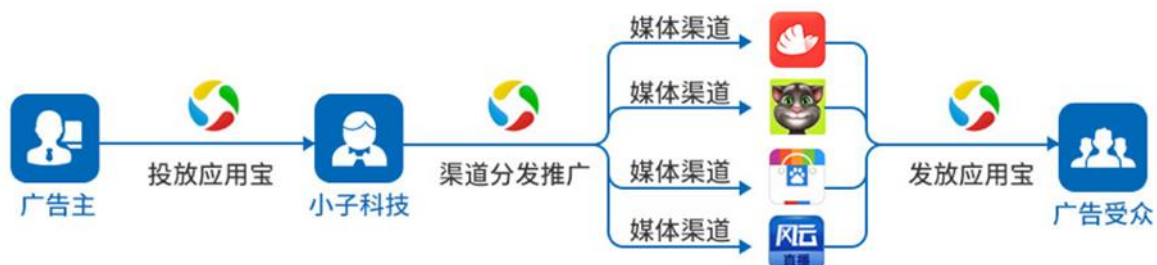 广告主
投放应用宝
小子科技
渠道分发推广
媒体渠道
媒体渠道
媒体渠道
媒体渠道
风云
直播
发放应用宝
广告受众